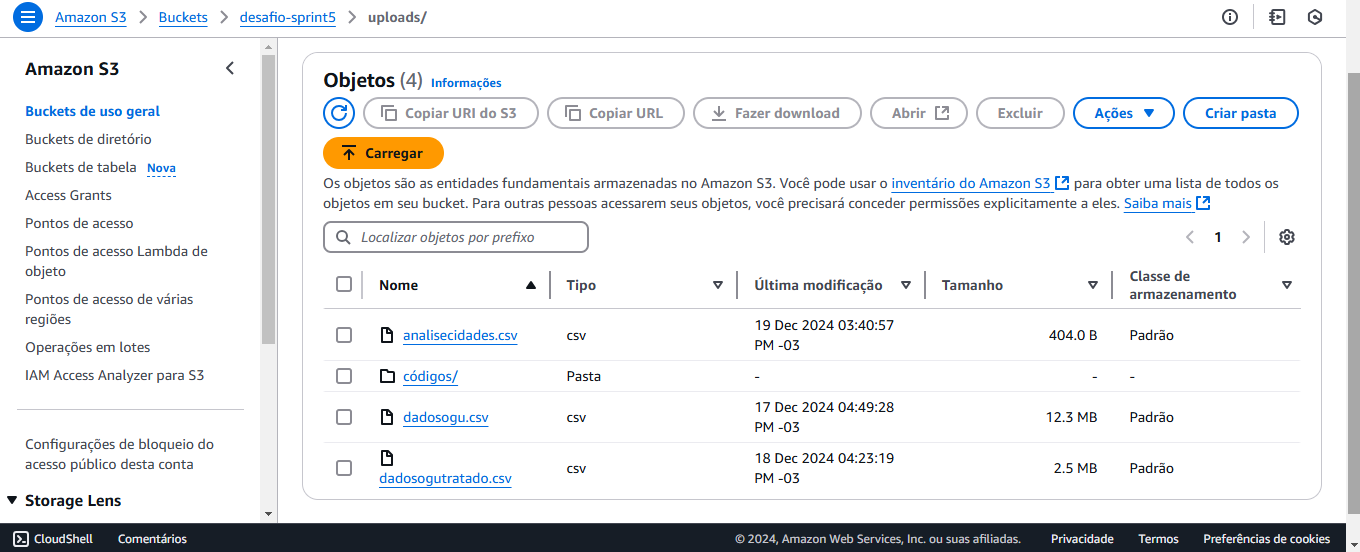 Amazon S3 > Buckets > desafio-sprint5 > uploads/
Amazon S3
Buckets de uso geral
Buckets de diretório
Buckets de tabela Nova
Access Grants
Pontos de acesso
Pontos de acesso Lambda de
objeto
Pontos de acesso de várias
regiões
Operações em lotes
IAM Access Analyzer para S3
Configurações de bloqueio do
acesso público desta conta
Storage Lens
Objetos (4) Informações
Copiar URI do S3 Copiar URL Fazer download Abrir Excluir Ações Criar pasta
Carregar
Os objetos são as entidades fundamentais armazenadas no Amazon S3. Você pode usar o inventário do Amazon S3 para obter uma lista de todos os
objetos em seu bucket. Para outras pessoas acessarem seus objetos, você precisará conceder permissões explicitamente a eles. Saiba mais
Localizar objetos por prefixo
1
Nome Tipo Última modificação Tamanho Classe de
armazenamento
analisecidades.csv csv 19 Dec 2024 03:40:57 404.0 B Padrão
PM -03
códigos/ Pasta - - -
dadosogu.csv csv 17 Dec 2024 04:49:28 12.3 MB Padrão
PM -03
dadosogutratado.csv csv 18 Dec 2024 04:23:19 2.5 MB Padrão
PM -03
CloudShell Comentários © 2024, Amazon Web Services, Inc. ou suas afiliadas. Privacidade Termos Preferências de cookies